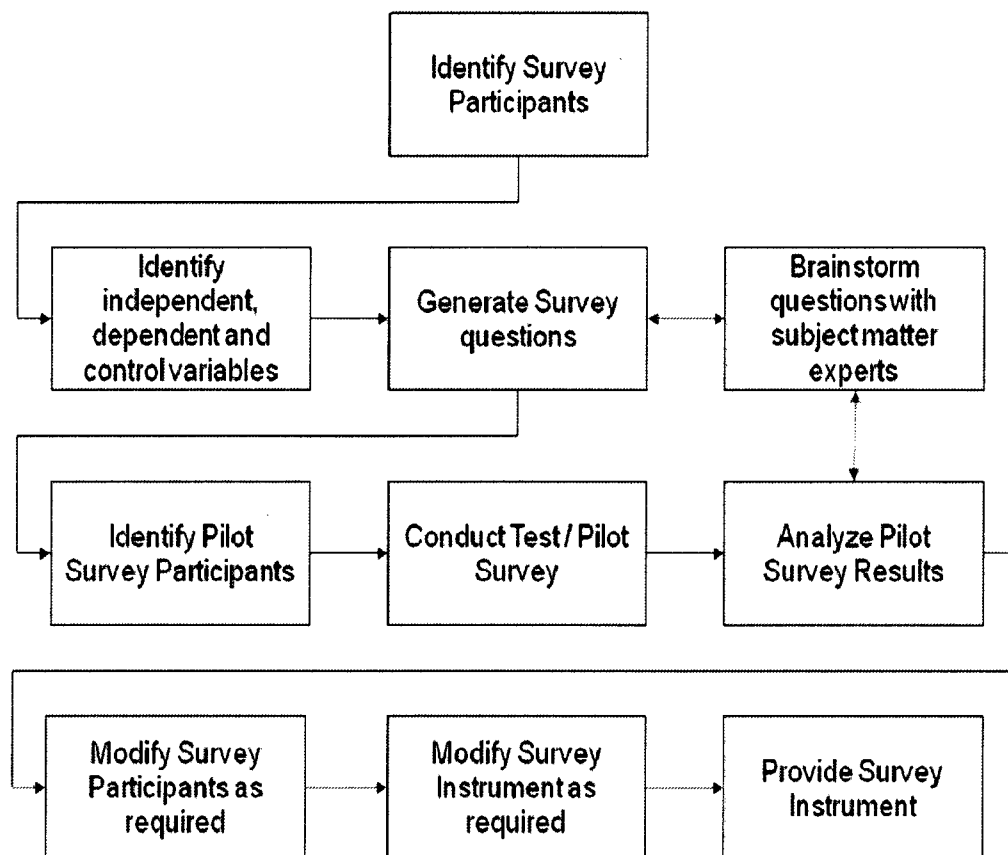 Identify Survey
Participants
Identify
independent,
dependent and
control variables
Generate Survey
questions
Brainstorm
questions with
subject matter
experts
Identify Pilot
Survey Participants
Conduct Test / Pilot
Survey
Analyze Pilot
Survey Results
Modify Survey
Participants as
required
Modify Survey
Instrument as
required
Provide Survey
Instrument